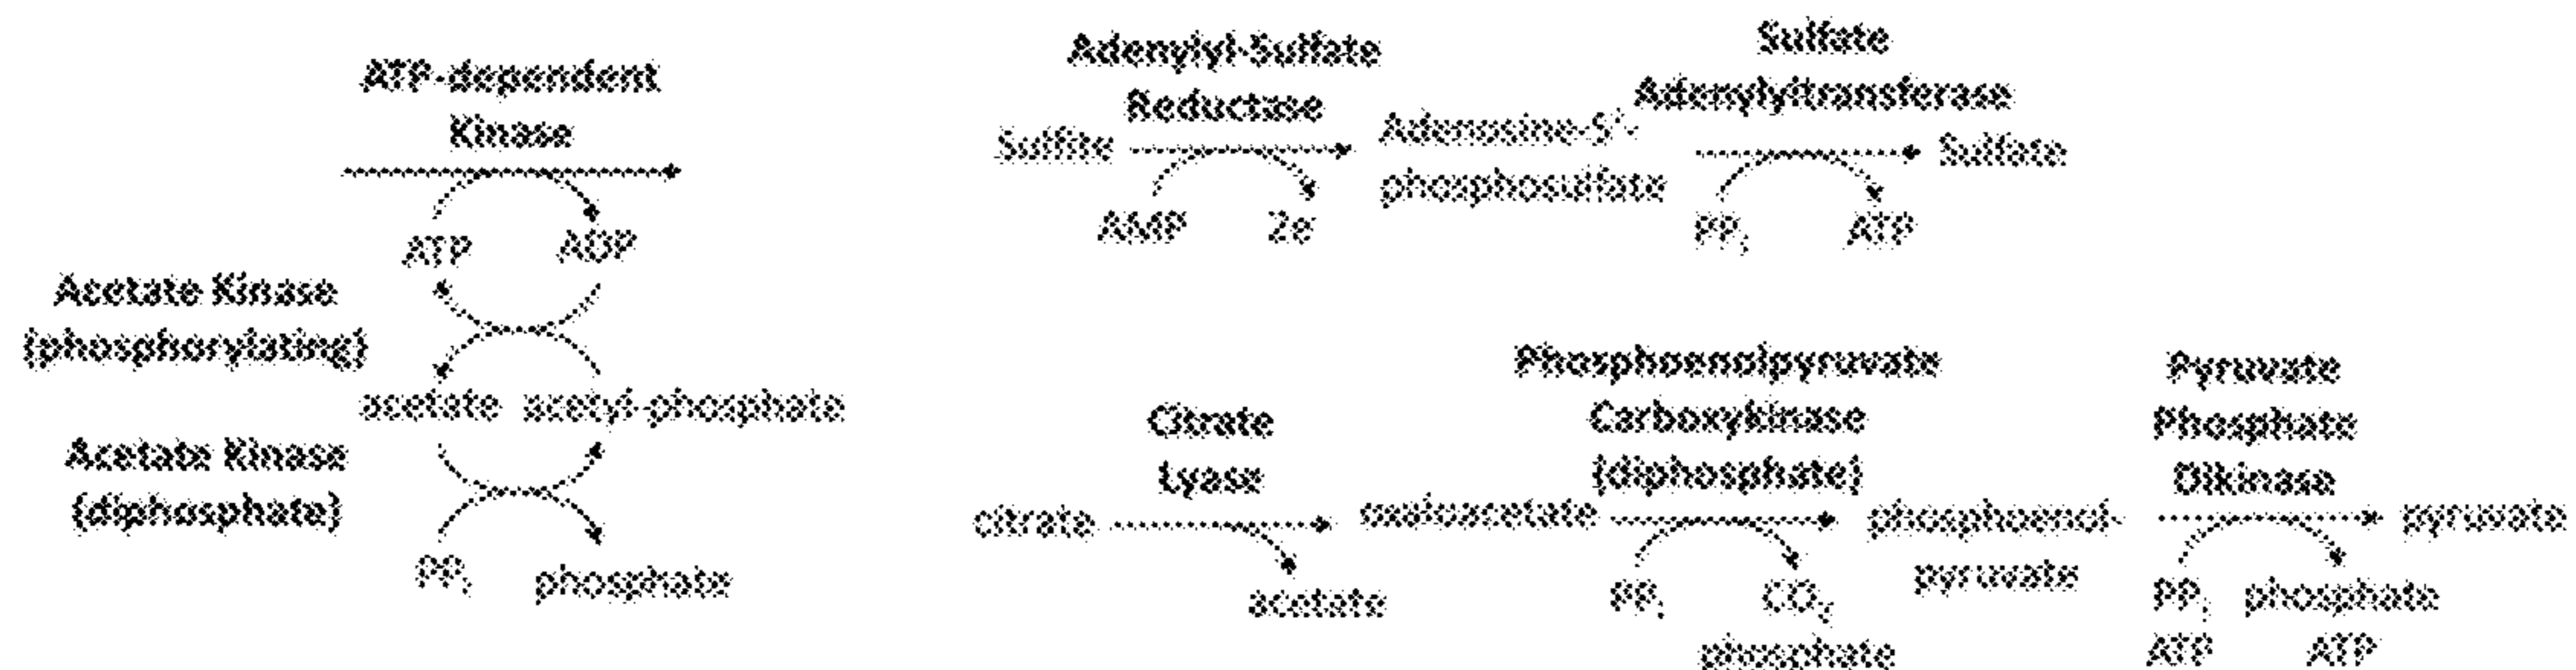 ATP-dependent
Kinase
ATP ADP
Acetate Kinase
(phosphorylating)
acetate acetyl-phosphate
Acetate Kinase
(diphosphate)
PPi phosphate
Adenylyl-Sulfate
Reductase
Sulfite
AMP 2e-
Adenosine-5'-
phosphosulfate
Sulfate
Adenylyltransferase
Sulfate
PPi ATP
Citrate
Lyase
citrate
acetate
oxaloacetate
Phosphoenolpyruvate
Carboxykinase
(diphosphate)
PPi CO2
phosphate
phosphoenol-
pyruvate
Pyruvate
Phosphate
Dikinase
pyruvate
PPi phosphate
ATP ATP